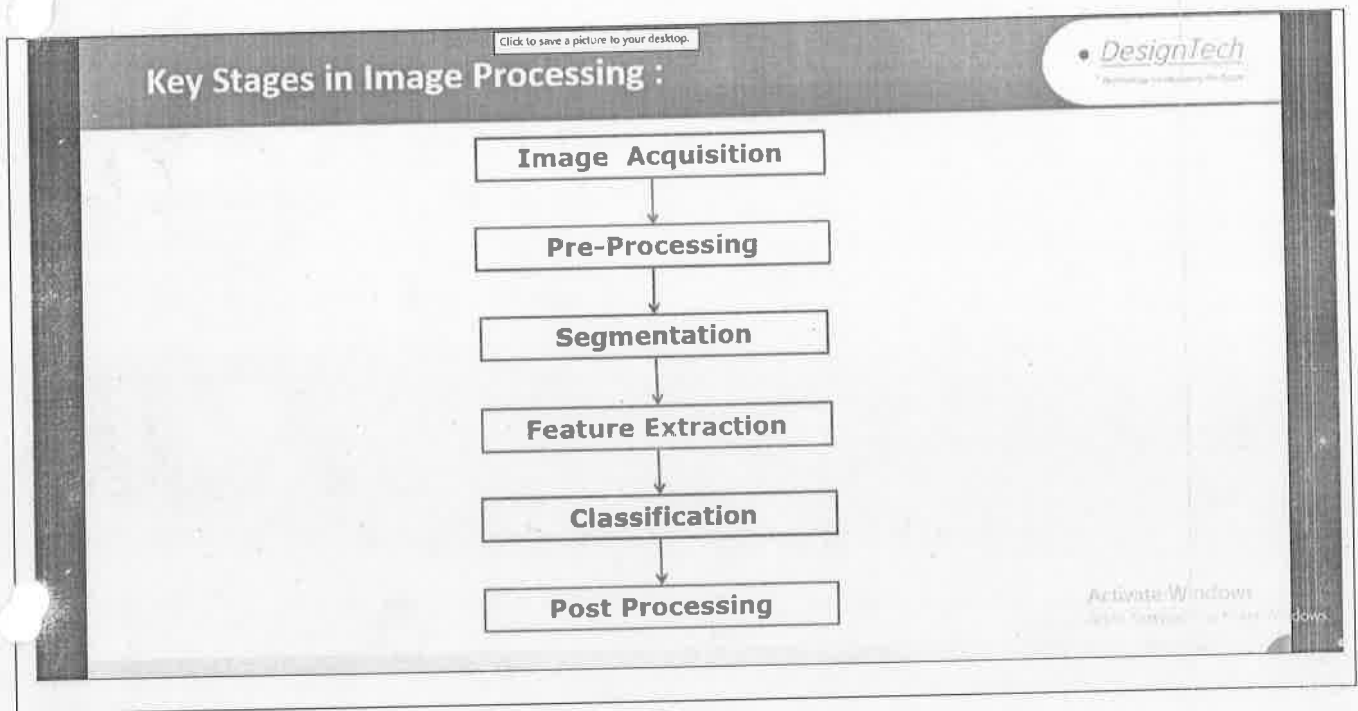 Click to save a picture to your desktop.
Key Stages in Image Processing :
DesignTech
Image Acquisition
Pre-Processing
Segmentation
Feature Extraction
Classification
Post Processing
Activate Windows
Windows.